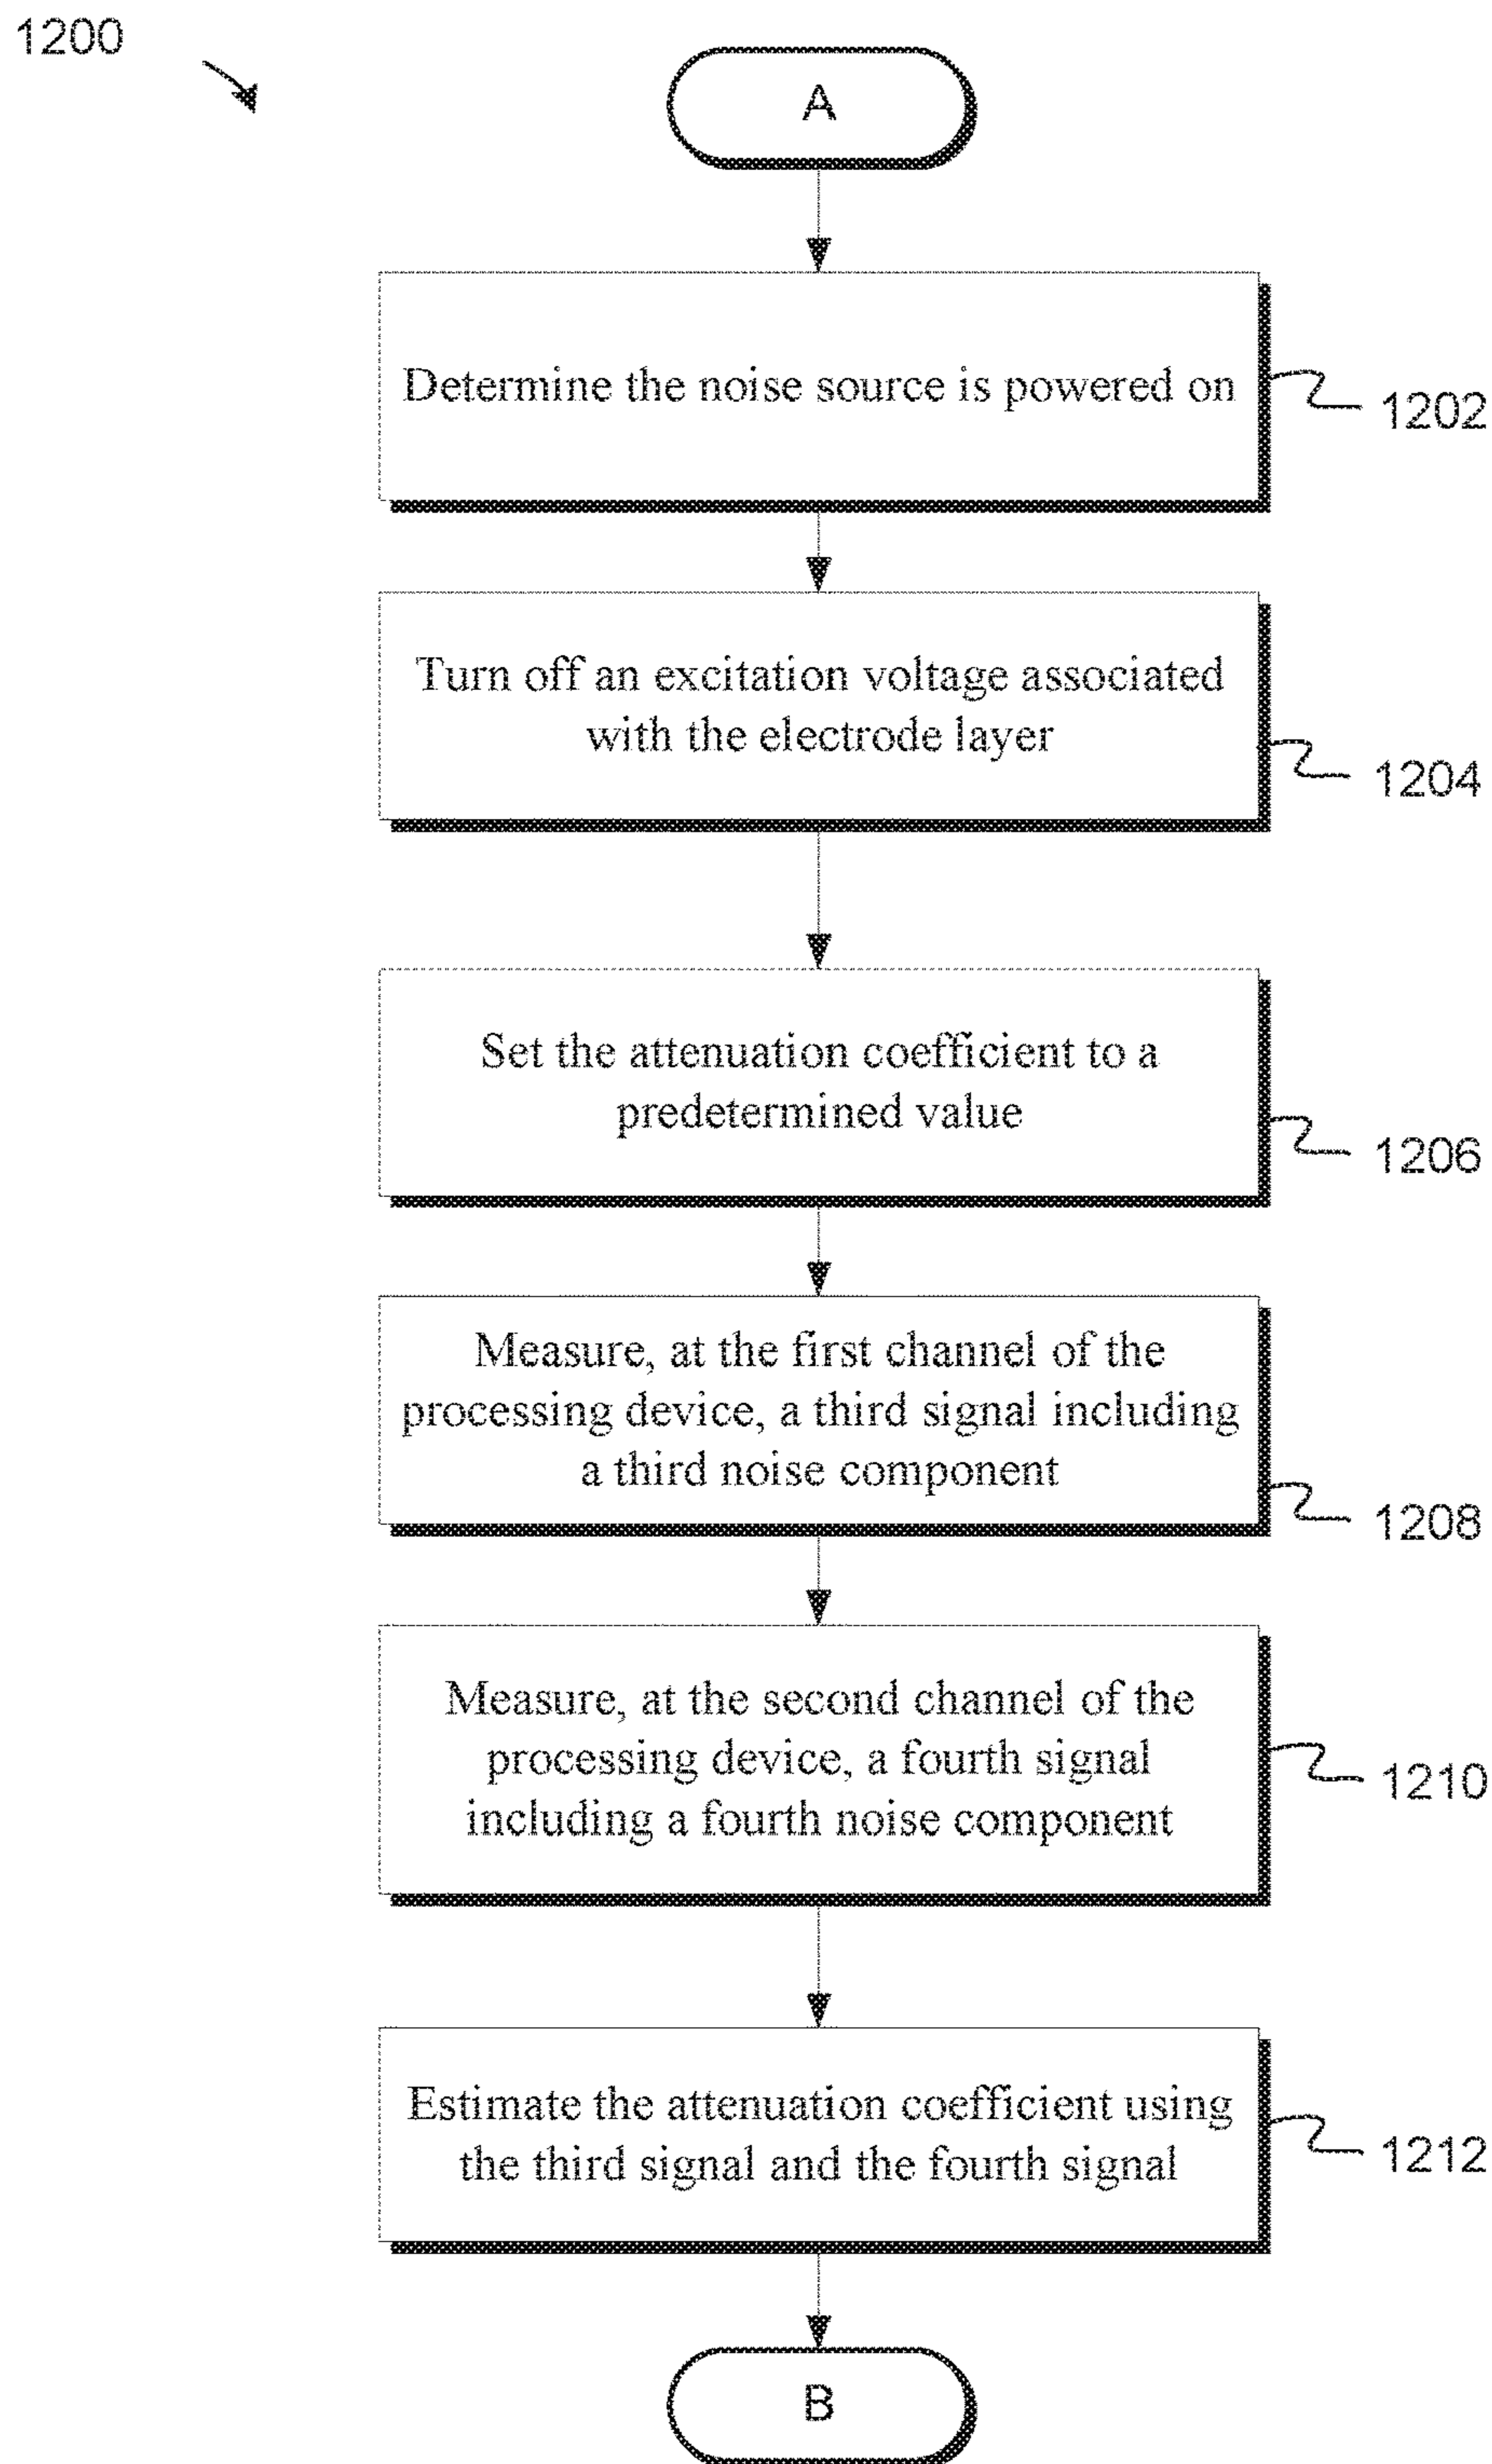 1200
A
Determine the noise source is powered on
1202
Turn off an excitation voltage associated
with the electrode layer
1204
Set the attenuation coefficient to a
predetermined value
1206
Measure, at the first channel of the
processing device, a third signal including
a third noise component
1208
Measure, at the second channel of the
processing device, a fourth signal
including a fourth noise component
1210
Estimate the attenuation coefficient using
the third signal and the fourth signal
1212
B